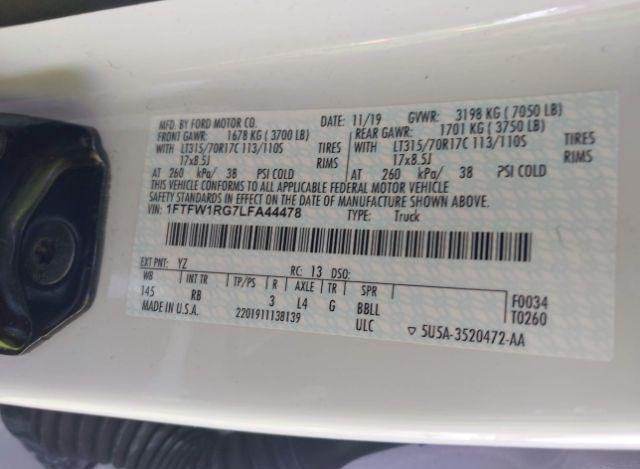 MFD. BY FORD MOTOR CO. DATE: 11/19 GVWR: 3198 KG ( 7050 LB)
FRONT GAWR: 1678 KG ( 3700 LB) REAR GAWR: 1701 KG ( 3750 LB)
WITH LT315/70R17C 113/110S TIRES WITH LT315/70R17C 113/110S TIRES
17x8.5J RIMS 17x8.5J RIMS
AT 260 kPa/ 38 PSI COLD AT 260 kPa/ 38 PSI COLD
THIS VEHICLE CONFORMS TO ALL APPLICABLE FEDERAL MOTOR VEHICLE
SAFETY STANDARDS IN EFFECT ON THE DATE OF MANUFACTURE SHOWN ABOVE.
VIN: 1FTFW1RG7LFA44478 TYPE: Truck
EXT PNT: YZ RC: 13 DSO:
WB INT TR TP/PS R AXLE TR SPR
145 RB 3 L4 G BBLL F0034
MADE IN U.S.A. 2201911138139 ULC T0260
▽ 5U5A-3520472-AA